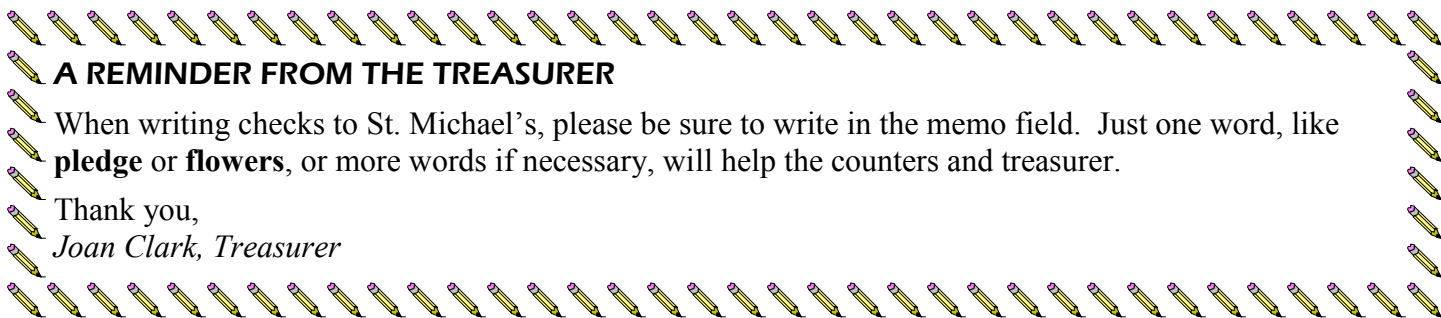 A REMINDER FROM THE TREASURER
When writing checks to St. Michael’s, please be sure to write in the memo field.  Just one word, like
pledge or flowers, or more words if necessary, will help the counters and treasurer.
Thank you,
Joan Clark, Treasurer